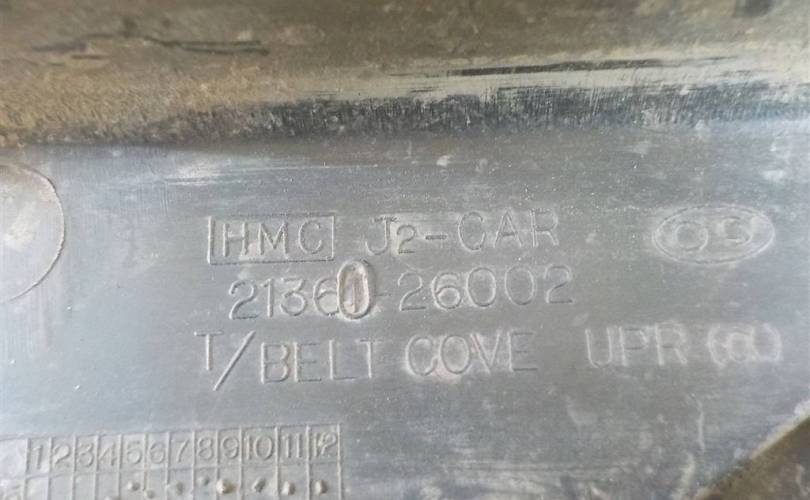 HMC J2-CAR
21360-26002
T/BELT COVE UPR
1 2 3 4 5 6 7 8 9 10 11 12